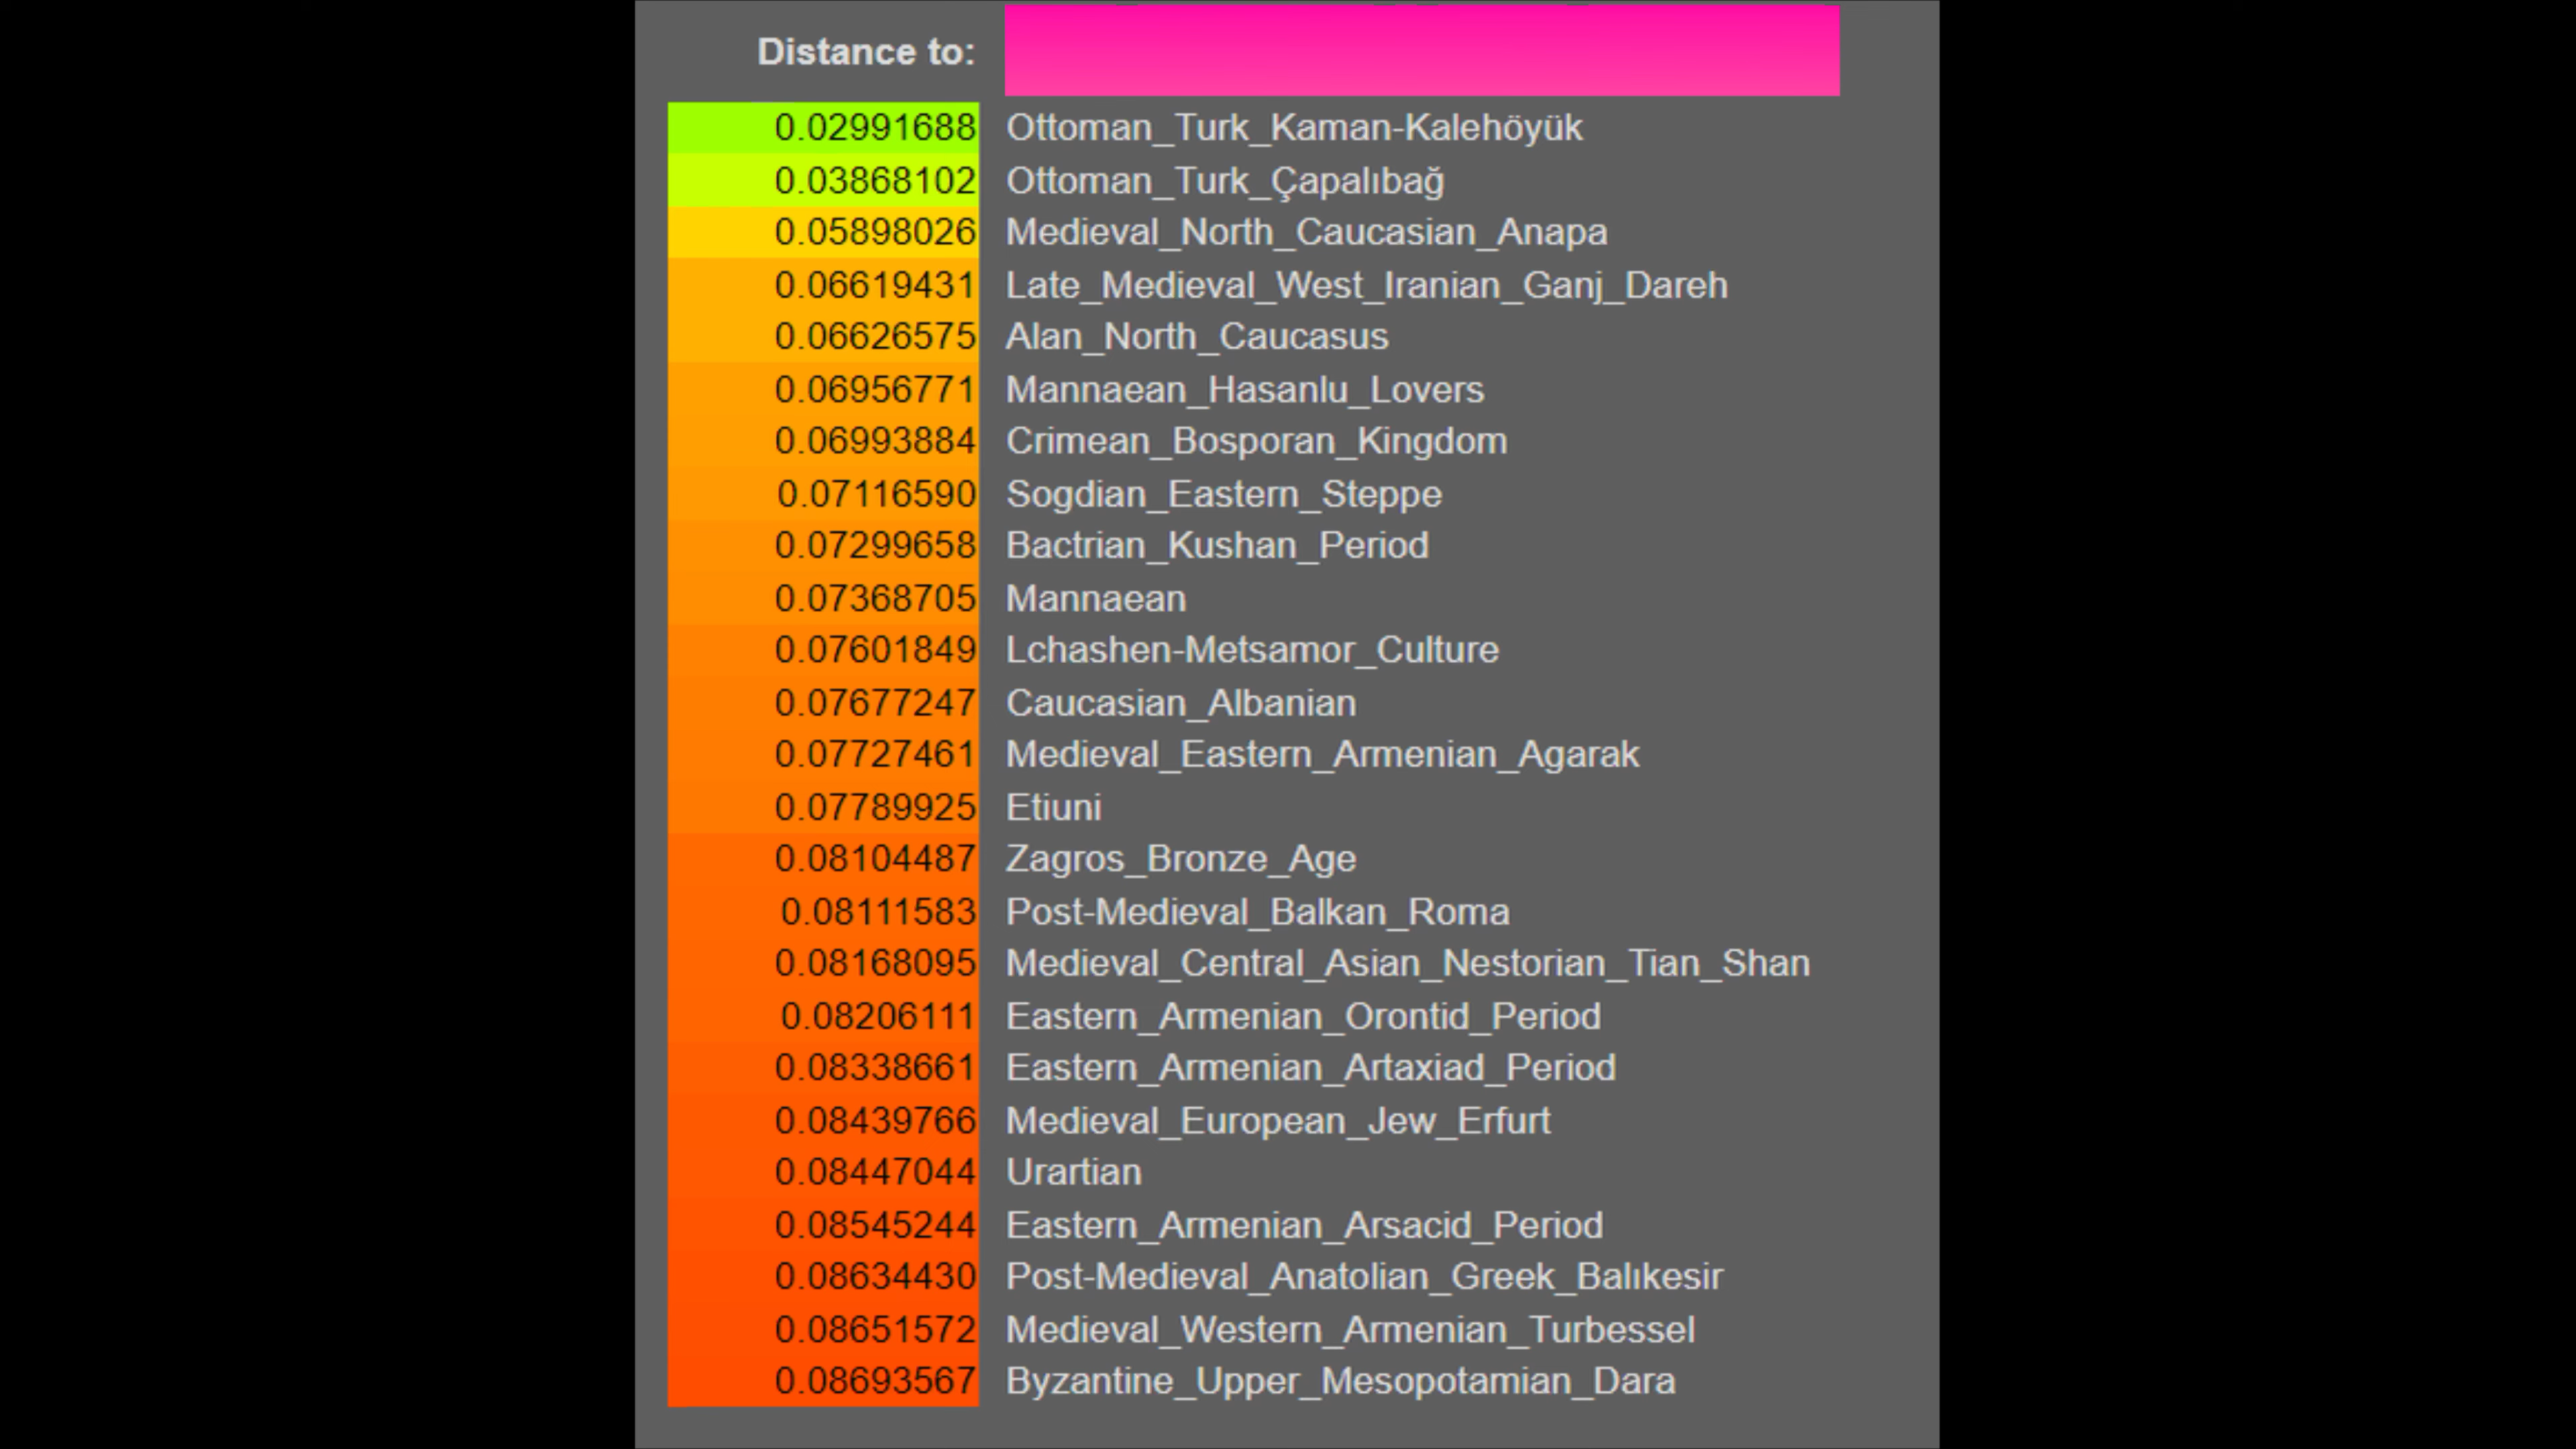 Distance to:
0.02991688 Ottoman_Turk_Kaman-Kalehöyük
0.03868102 Ottoman_Turk_Çapalıbağ
0.05898026 Medieval_North_Caucasian_Anapa
0.06619431 Late_Medieval_West_Iranian_Ganj_Dareh
0.06626575 Alan_North_Caucasus
0.06956771 Mannaean_Hasanlu_Lovers
0.06993884 Crimean_Bosporan_Kingdom
0.07116590 Sogdian_Eastern_Steppe
0.07299658 Bactrian_Kushan_Period
0.07368705 Mannaean
0.07601849 Lchashen-Metsamor_Culture
0.07677247 Caucasian_Albanian
0.07727461 Medieval_Eastern_Armenian_Agarak
0.07789925 Etiuni
0.08104487 Zagros_Bronze_Age
0.08111583 Post-Medieval_Balkan_Roma
0.08168095 Medieval_Central_Asian_Nestorian_Tian_Shan
0.08206111 Eastern_Armenian_Orontid_Period
0.08338661 Eastern_Armenian_Artaxiad_Period
0.08439766 Medieval_European_Jew_Erfurt
0.08447044 Urartian
0.08545244 Eastern_Armenian_Arsacid_Period
0.08634430 Post-Medieval_Anatolian_Greek_Balıkesir
0.08651572 Medieval_Western_Armenian_Turbessel
0.08693567 Byzantine_Upper_Mesopotamian_Dara